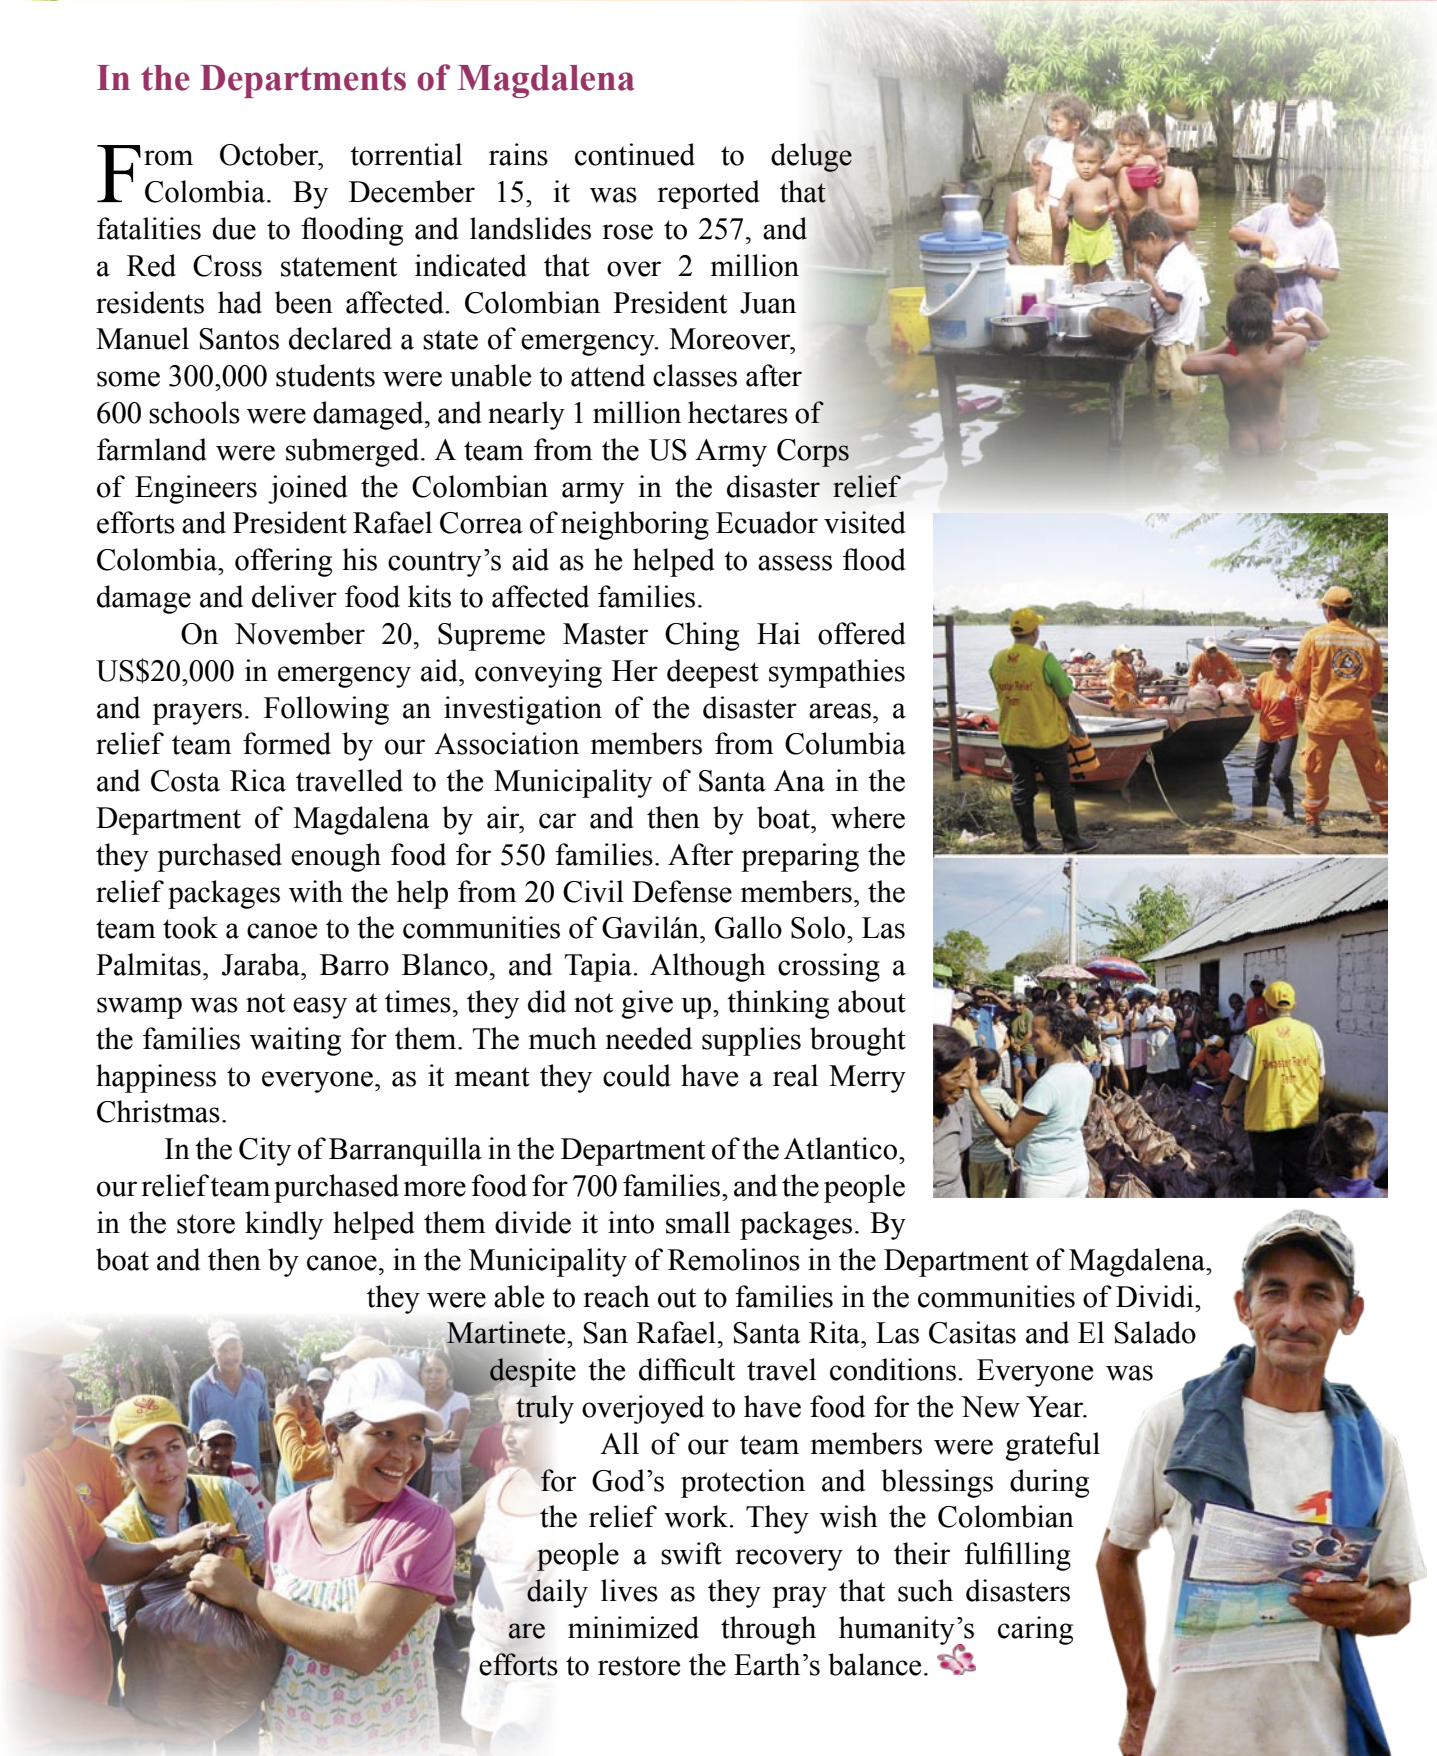 In the Departments of Magdalena
From October, torrential rains continued to deluge
Colombia. By December 15, it was reported that
fatalities due to flooding and landslides rose to 257, and
a Red Cross statement indicated that over 2 million
residents had been affected. Colombian President Juan
Manuel Santos declared a state of emergency. Moreover,
some 300,000 students were unable to attend classes after
600 schools were damaged, and nearly 1 million hectares of
farmland were submerged. A team from the US Army Corps
of Engineers joined the Colombian army in the disaster relief
efforts and President Rafael Correa of neighboring Ecuador visited
Colombia, offering his country’s aid as he helped to assess flood
damage and deliver food kits to affected families.
On November 20, Supreme Master Ching Hai offered
US$20,000 in emergency aid, conveying Her deepest sympathies
and prayers. Following an investigation of the disaster areas, a
relief team formed by our Association members from Columbia
and Costa Rica travelled to the Municipality of Santa Ana in the
Department of Magdalena by air, car and then by boat, where
they purchased enough food for 550 families. After preparing the
relief packages with the help from 20 Civil Defense members, the
team took a canoe to the communities of Gavilán, Gallo Solo, Las
Palmitas, Jaraba, Barro Blanco, and Tapia. Although crossing a
swamp was not easy at times, they did not give up, thinking about
the families waiting for them. The much needed supplies brought
happiness to everyone, as it meant they could have a real Merry
Christmas.
In the City of Barranquilla in the Department of the Atlantico,
our relief team purchased more food for 700 families, and the people
in the store kindly helped them divide it into small packages. By
boat and then by canoe, in the Municipality of Remolinos in the Department of Magdalena,
they were able to reach out to families in the communities of Dividi,
Martinete, San Rafael, Santa Rita, Las Casitas and El Salado
despite the difficult travel conditions. Everyone was
truly overjoyed to have food for the New Year.
All of our team members were grateful
for God’s protection and blessings during
the relief work. They wish the Colombian
people a swift recovery to their fulfilling
daily lives as they pray that such disasters
are minimized through humanity’s caring
efforts to restore the Earth’s balance.
Disaster Relief
Team
Disaster Relief
Team
SOS